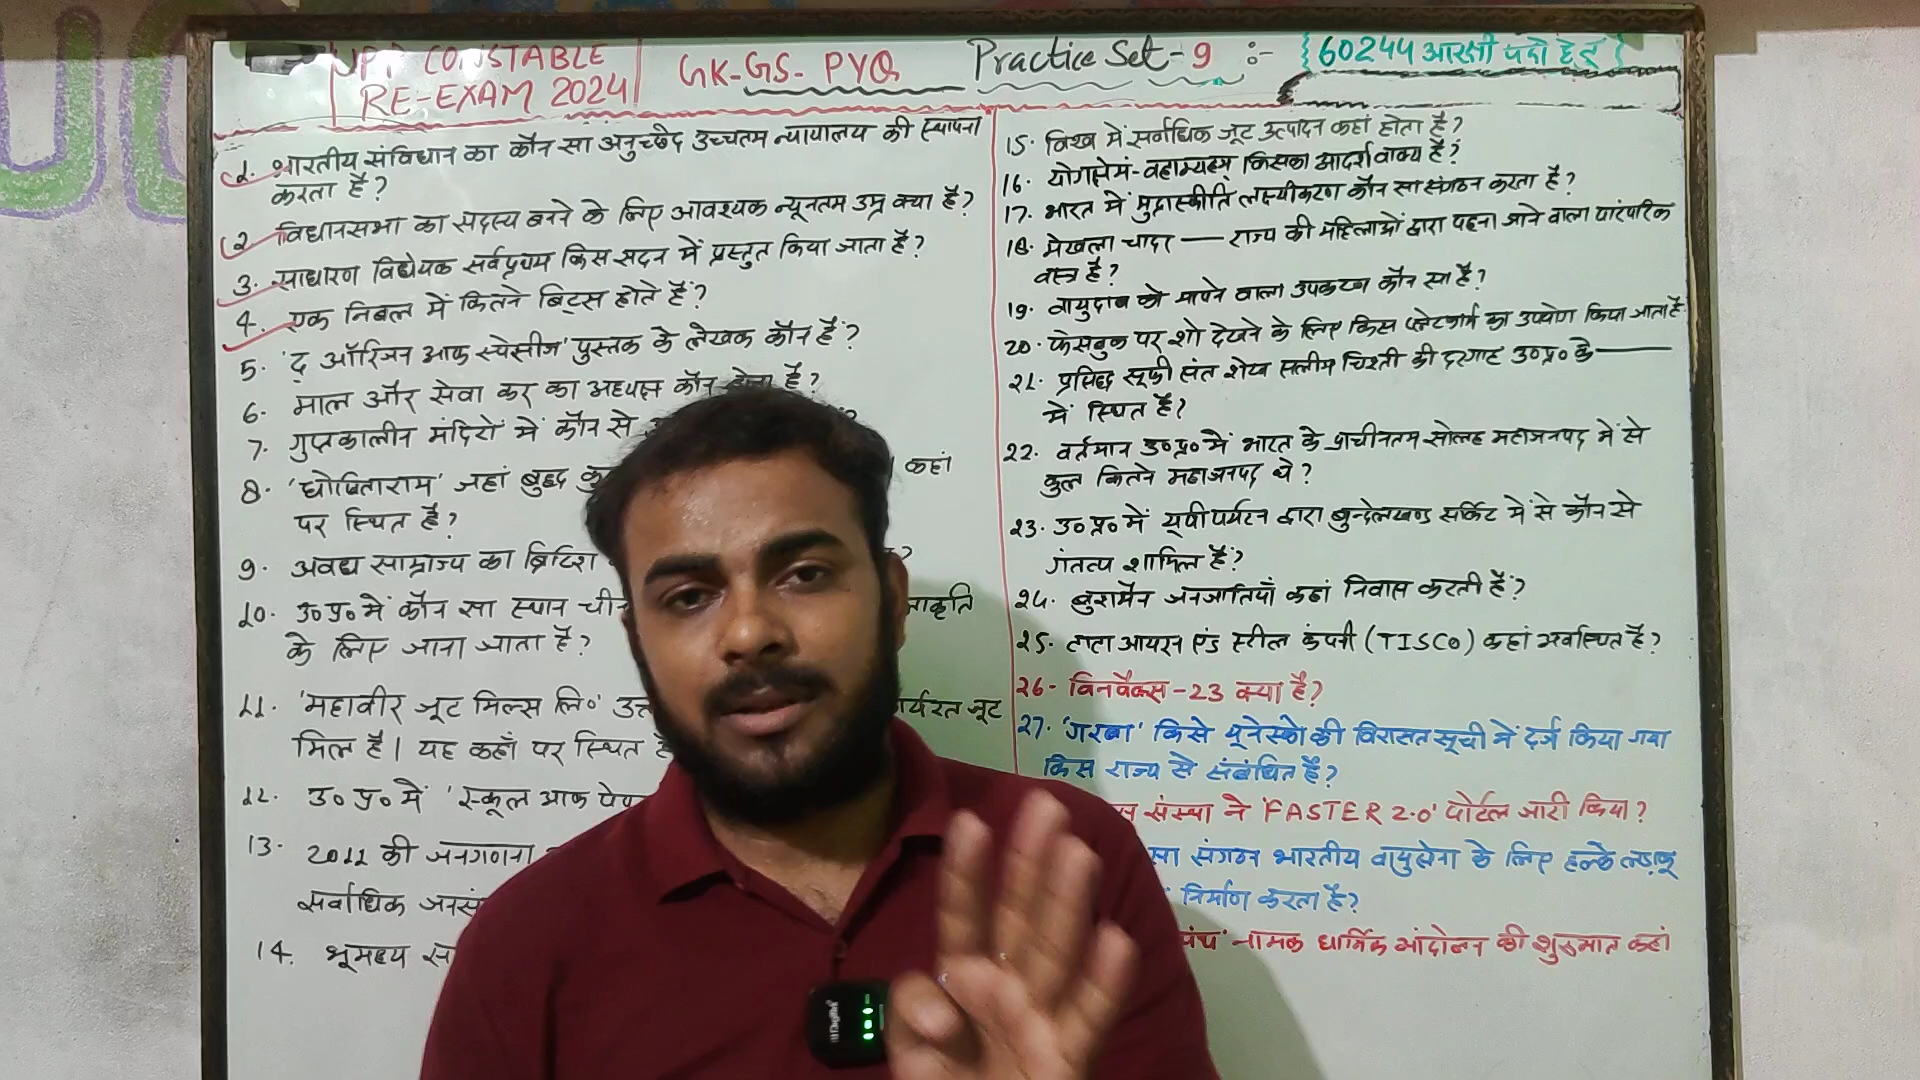 UPP CONSTABLE
RE-EXAM 2024
GK-GS-PYQ
Practice Set-9 :-
{60244 आरक्षी पदो हेतु}
1. भारतीय संविधान का कौन सा अनुच्छेद उच्चतम न्यायालय की स्थापना
करता है?
2. विधानसभा का सदस्य बनने के लिए आवश्यक न्यूनतम उम्र क्या है?
3. साधारण विधेयक सर्वप्रथम किस सदन में प्रस्तुत किया जाता है?
4. एक निबल में कितने बिट्स होते हैं?
5. 'द् ऑरिजन आफ स्पेसीज' पुस्तक के लेखक कौन हैं?
6. माल और सेवा कर का अध्यक्ष कौन होता है?
7. गुप्तकालीन मंदिरों में कौन से
8. 'घोषिताराम' जहां बुद्ध कहां
पर स्थित है?
9. अवध साम्राज्य का ब्रिटिश
10. उ०प्र० में कौन सा स्थान चीन
के लिए जाना जाता है?
11. 'महावीर जूट मिल्स लि०' जूट
मिल है। यह कहाँ पर स्थित है
12. उ० प्र० में 'स्कूल आफ
13. 2011 की जनगणना
सर्वाधिक
14. भूमध्य
15. विश्व में सर्वाधिक जूट उत्पादन कहां होता है?
16. योगक्षेमं-वहाम्यहम् किसका आदर्श वाक्य है?
17. भारत में मुद्रास्फीति लक्ष्यीकरण कौन सा संगठन करता है?
18. मेखला चादर —— राज्य की महिलाओं द्वारा पहना जाने वाला पारंपरिक
वस्त्र है?
19. वायुदाब को मापने वाला उपकरण कौन सा है?
20. फेसबुक पर शो देखने के लिए किस प्लेटफार्म का उपयोग किया जाता है
21. प्रसिद्ध सूफी संत शेख सलीम चिश्ती की दरगाह उ०प्र० के ——
में स्थित है?
22. वर्तमान उ०प्र० में भारत के प्राचीनतम सोलह महाजनपद में से
कुल कितने महाजनपद थे?
23. उ० प्र० में यूपी पर्यटन द्वारा बुन्देलखण्ड सर्किट में से कौन से
गंतव्य शामिल हैं?
24. बुशमैन जनजातियाँ कहां निवास करती हैं?
25. टाटा आयरन एंड स्टील कंपनी (TISCO) कहां अवस्थित है?
26- विनबैक्स-23 क्या है?
27. 'गरबा' किसे यूनेस्को की विरासत सूची में दर्ज किया गया
किस राज्य से संबंधित है?
संस्था ने 'FASTER 2.0' पोर्टल जारी किया?
संगठन भारतीय वायुसेना के लिए हल्के लड़ाकू
निर्माण करता है?
नामक धार्मिक आंदोलन की शुरुआत कहां